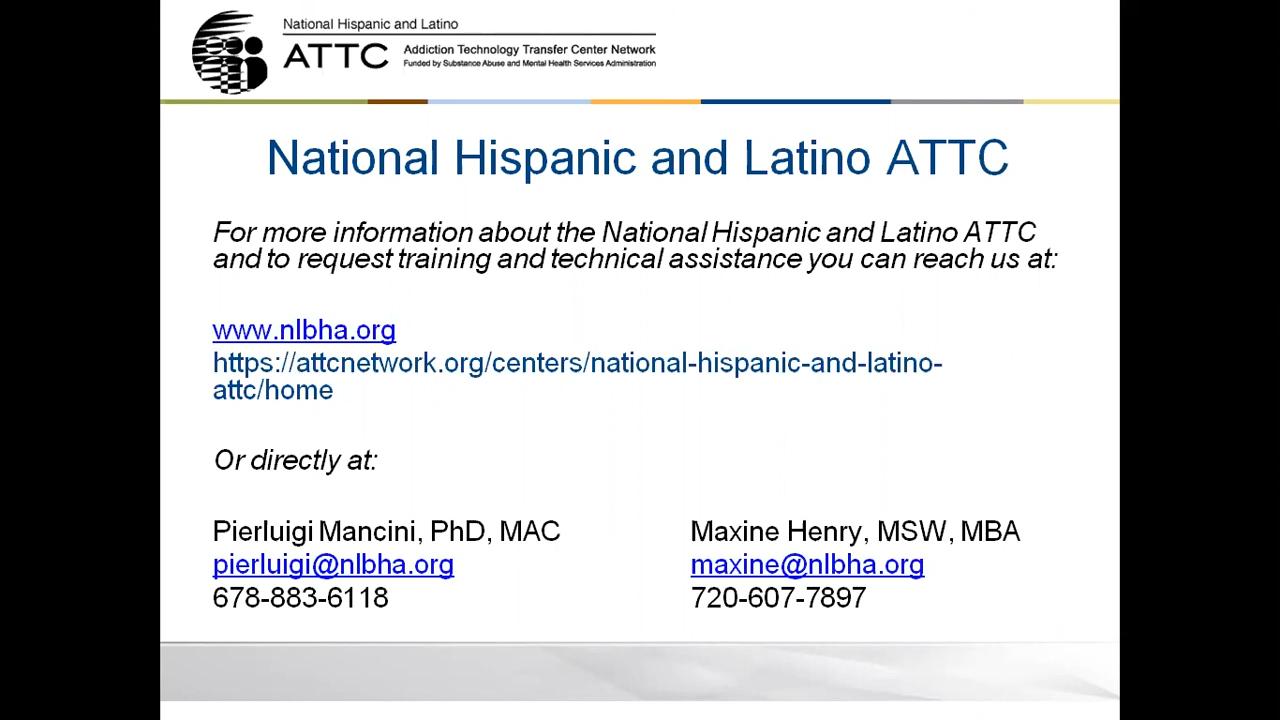 National Hispanic and Latino
ATTC
Addiction Technology Transfer Center Network
Funded by Substance Abuse and Mental Health Services Administration
National Hispanic and Latino ATTC
For more information about the National Hispanic and Latino ATTC
and to request training and technical assistance you can reach us at:
www.nlbha.org
https://attcnetwork.org/centers/national-hispanic-and-latino-
attc/home
Or directly at:
Pierluigi Mancini, PhD, MAC
pierluigi@nlbha.org
678-883-6118
Maxine Henry, MSW, MBA
maxine@nlbha.org
720-607-7897